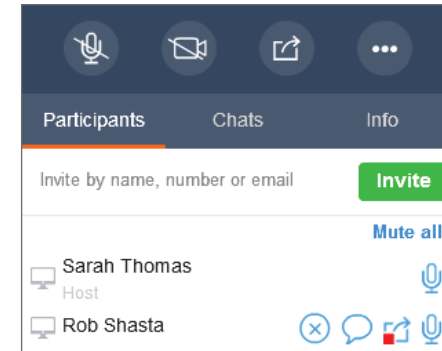 Participants Chats Info
Invite by name, number or email Invite
Mute all
Sarah Thomas
Host
Rob Shasta